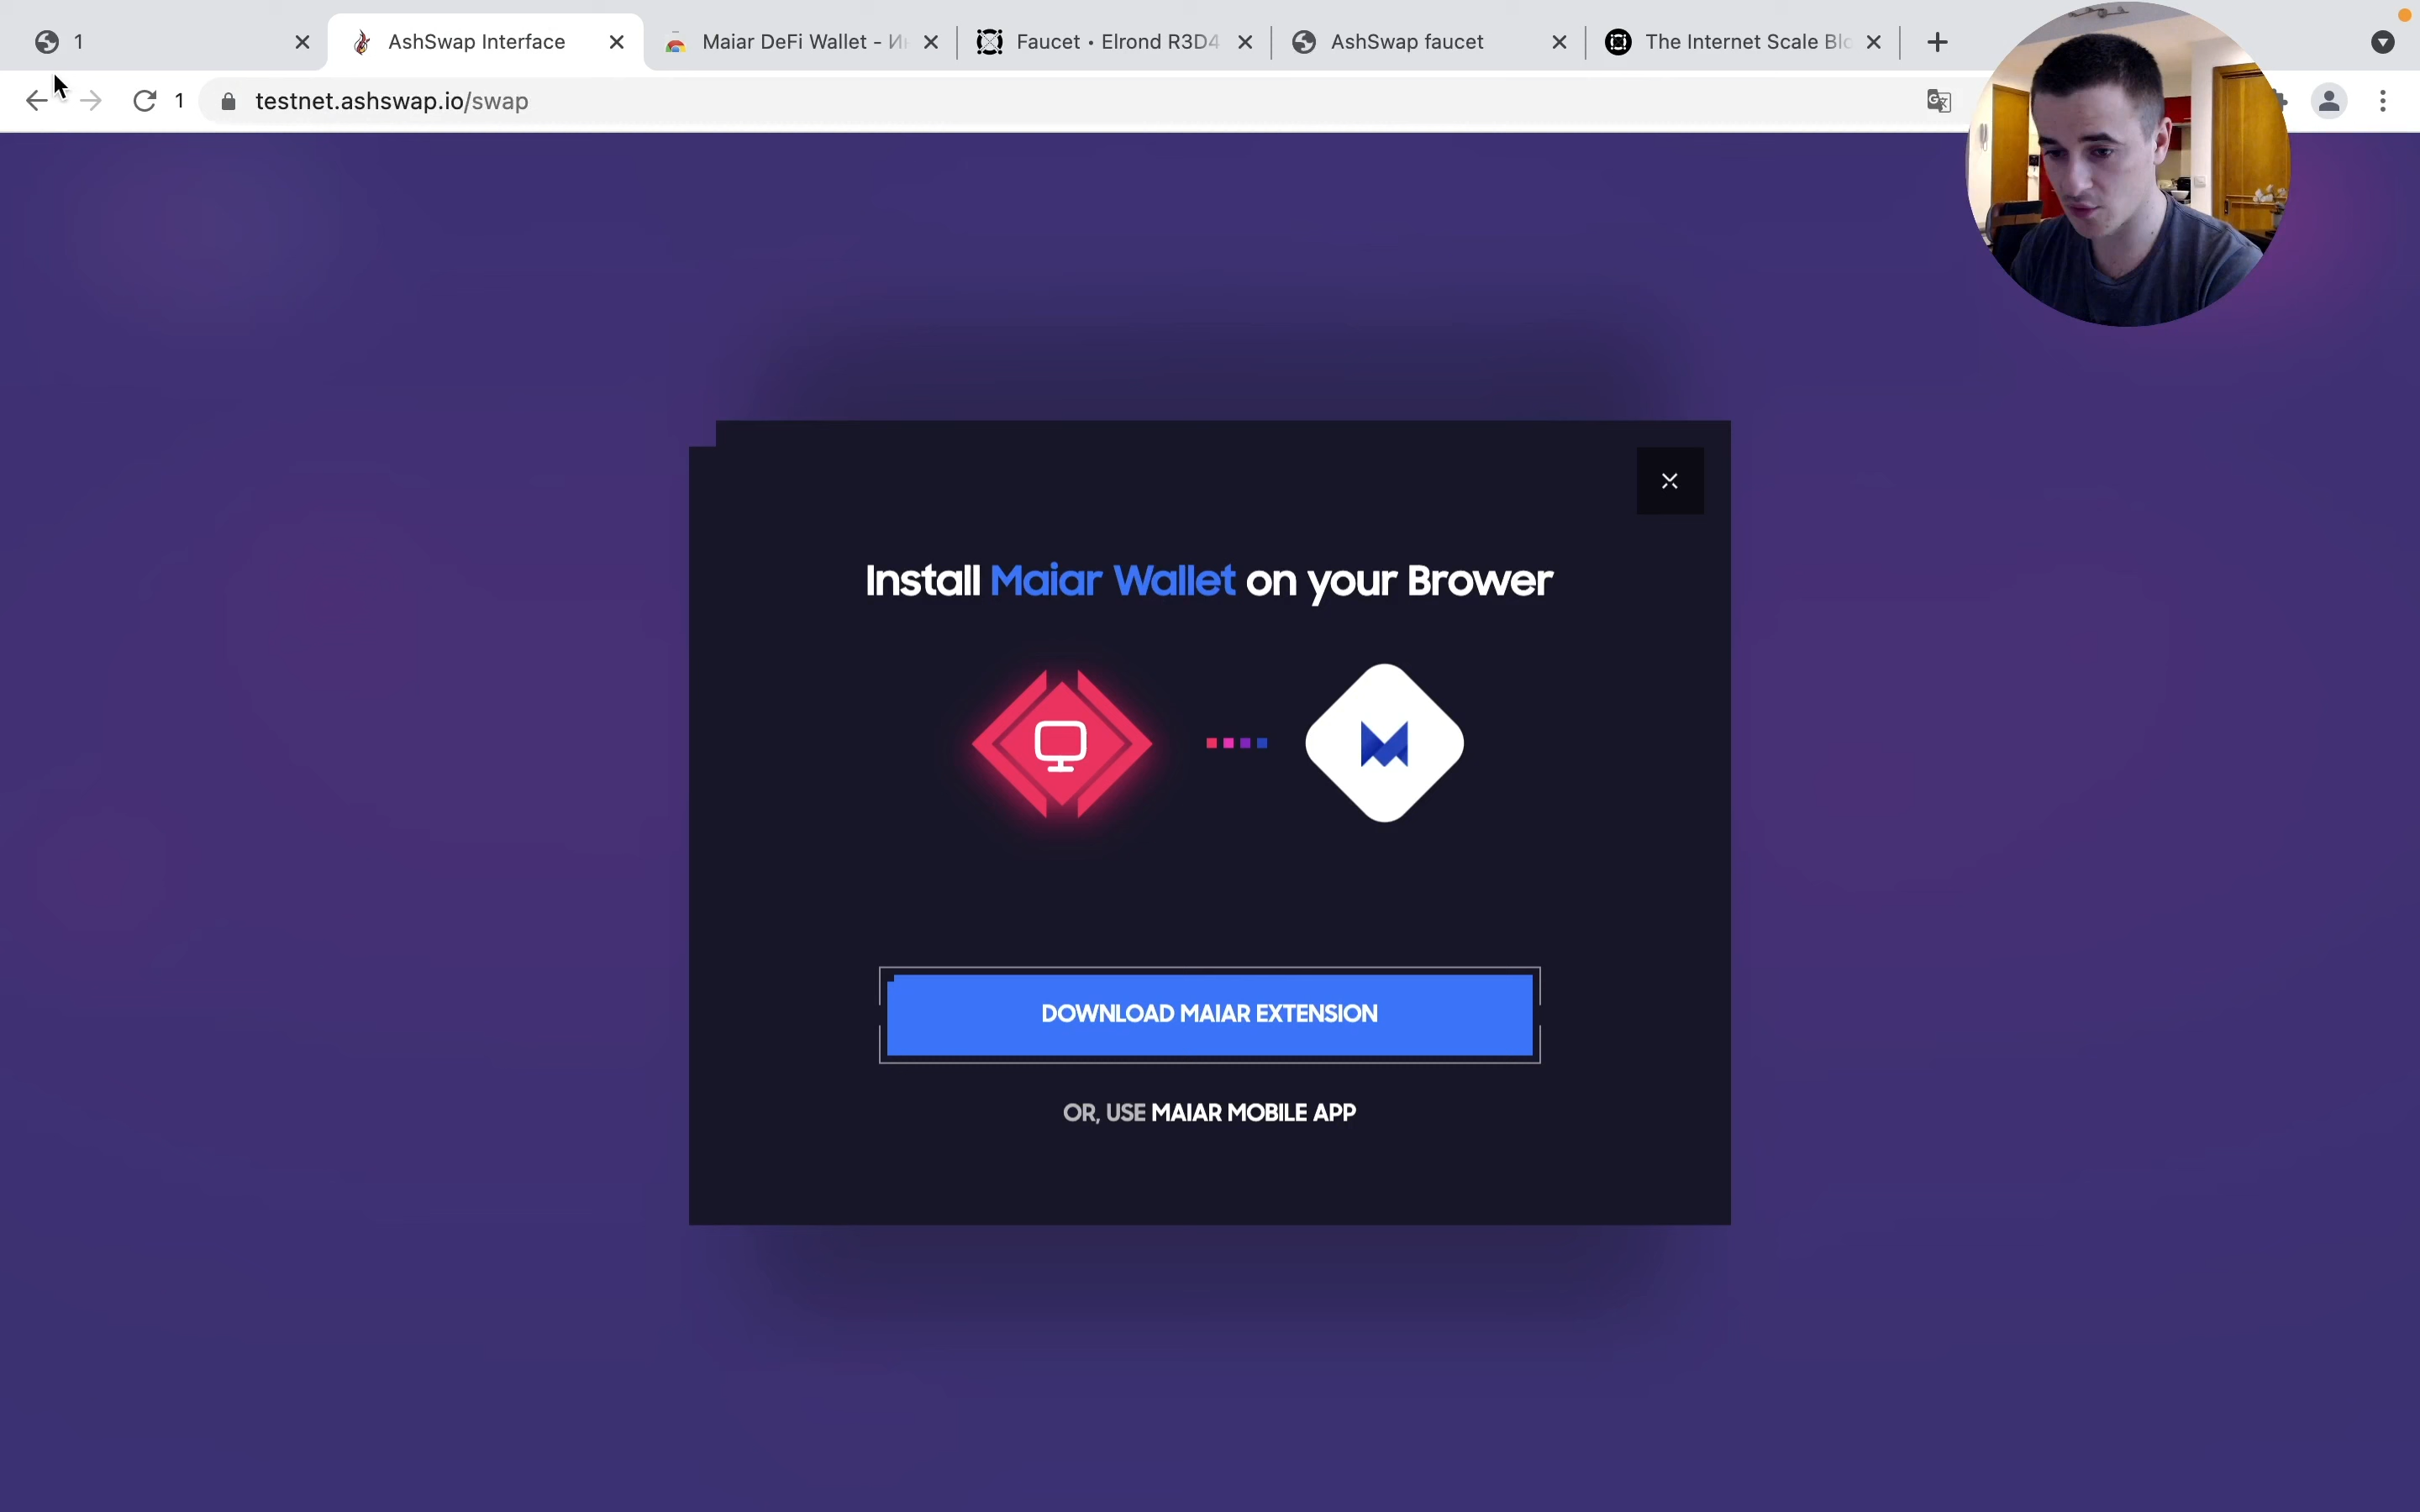 1
AshSwap Interface
Maiar DeFi Wallet - И
Faucet • Elrond R3D4
AshSwap faucet
The Internet Scale Blo
1
testnet.ashswap.io/swap
Install Maiar Wallet on your Brower
DOWNLOAD MAIAR EXTENSION
OR, USE MAIAR MOBILE APP